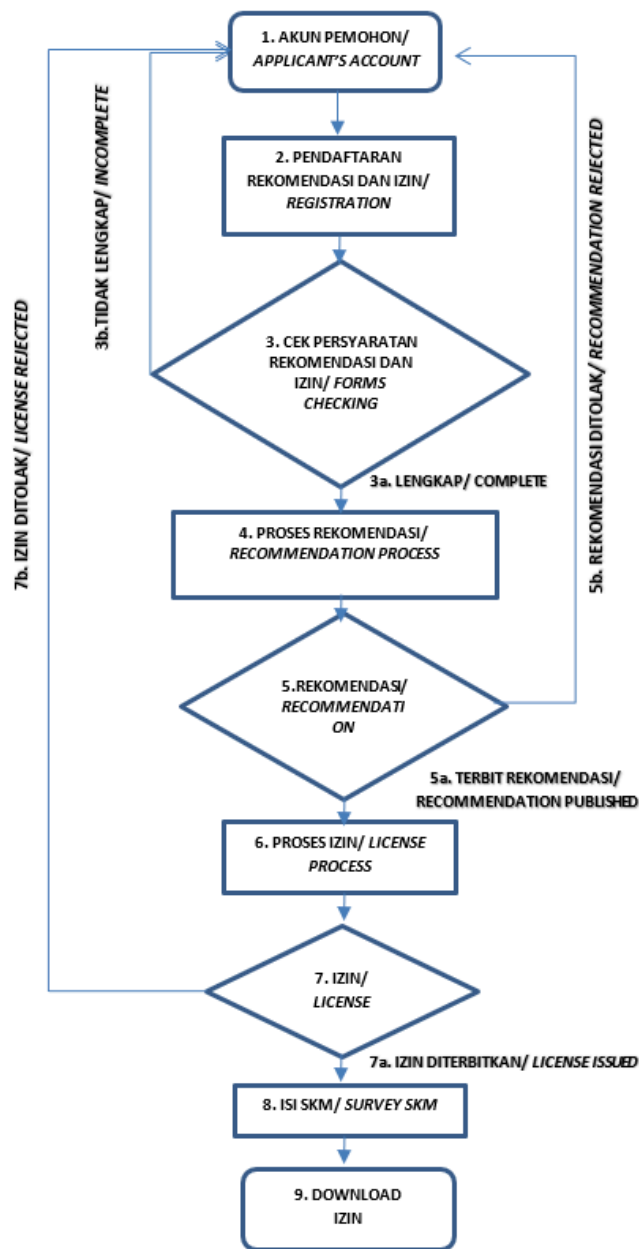 1. AKUN PEMOHON/
APPLICANT'S ACCOUNT
2. PENDAFTARAN
REKOMENDASI DAN IZIN/
REGISTRATION
3b.TIDAK LENGKAP/ INCOMPLETE
7b. IZIN DITOLAK/ LICENSE REJECTED
5b. REKOMENDASI DITOLAK/ RECOMMENDATION REJECTED
3. CEK PERSYARATAN
REKOMENDASI DAN
IZIN/ FORMS
CHECKING
3a. LENGKAP/ COMPLETE
4. PROSES REKOMENDASI/
RECOMMENDATION PROCESS
5.REKOMENDASI/
RECOMMENDATI
ON
5a. TERBIT REKOMENDASI/
RECOMMENDATION PUBLISHED
6. PROSES IZIN/ LICENSE
PROCESS
7. IZIN/
LICENSE
7a. IZIN DITERBITKAN/ LICENSE ISSUED
8. ISI SKM/ SURVEY SKM
9. DOWNLOAD
IZIN